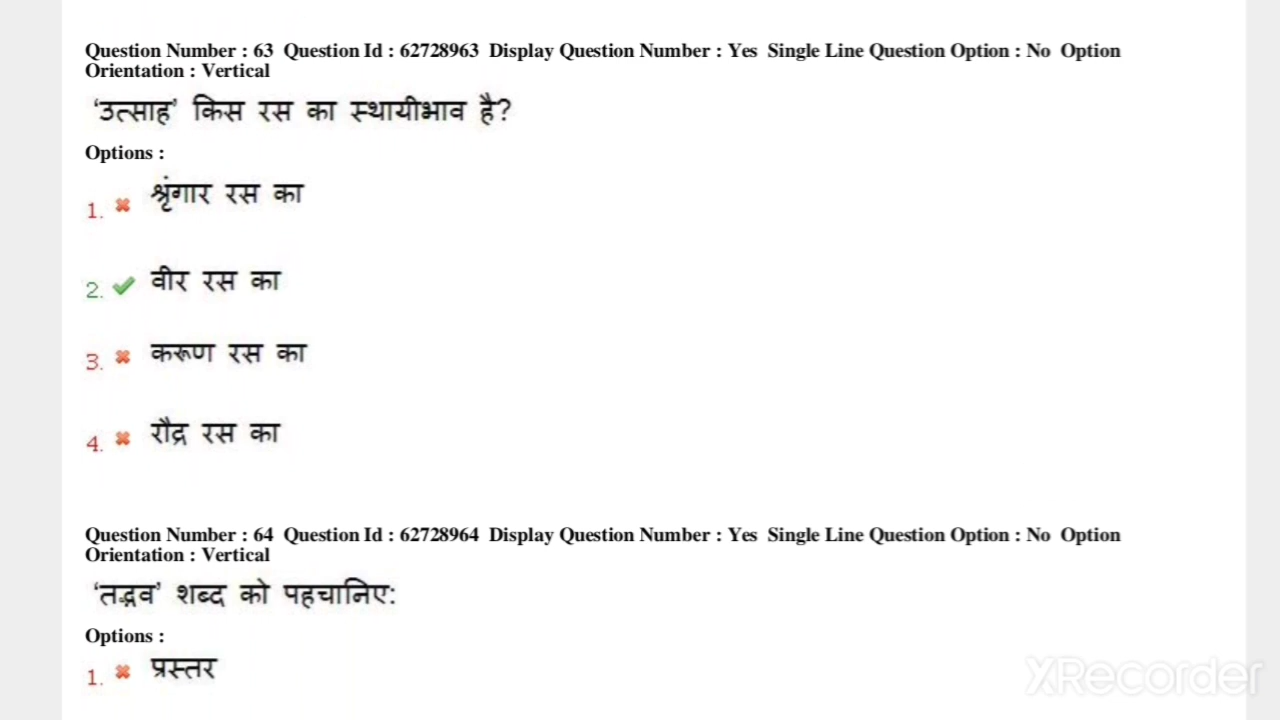 Question Number : 63 Question Id : 62728963 Display Question Number : Yes Single Line Question Option : No Option
Orientation : Vertical
'उत्साह' किस रस का स्थायीभाव है?
Options :
1. श्रृंगार रस का
2. वीर रस का
3. करूण रस का
4. रौद्र रस का
Question Number : 64 Question Id : 62728964 Display Question Number : Yes Single Line Question Option : No Option
Orientation : Vertical
'तद्भव' शब्द को पहचानिए:
Options :
1. प्रस्तर
XRecorder